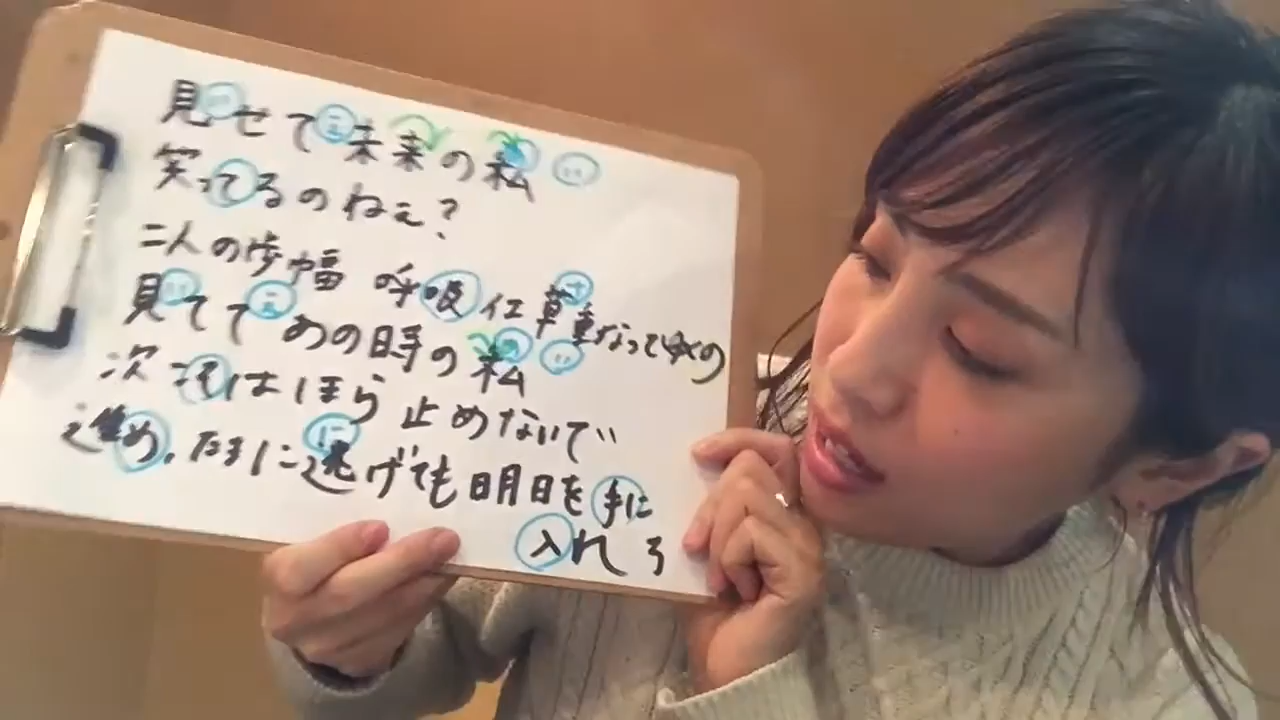 見せて未来の私
笑ってるのねぇ?
二人の歩幅 呼吸 重なってゆくの
見てて あの時の私
次こそはほら 止めないで
進め、たまに逃げても明日を手に
入れろ